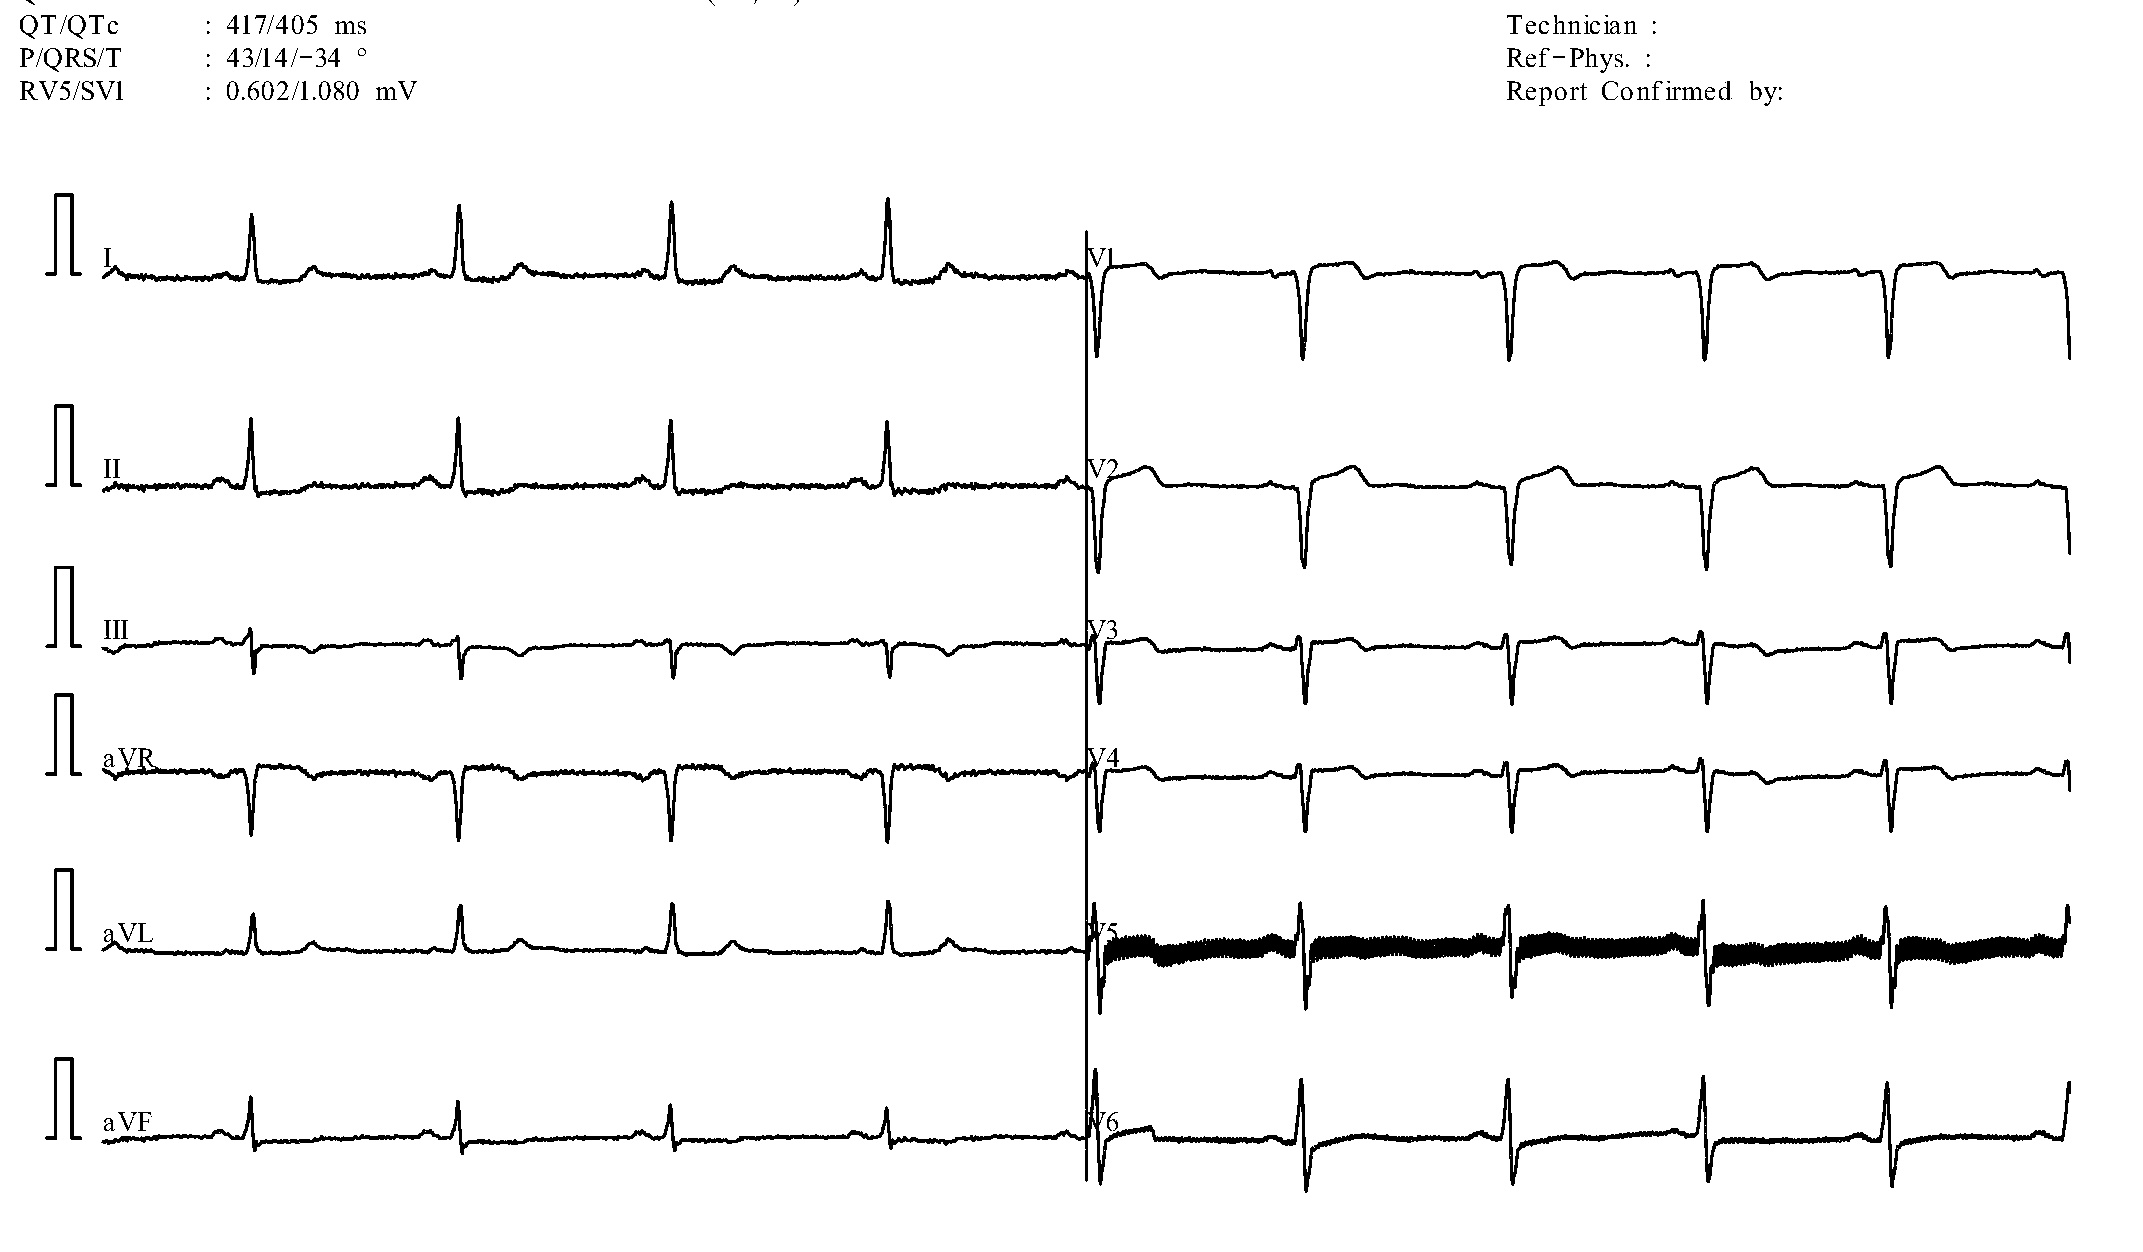 QT/QTc : 417/405 ms
P/QRS/T : 43/14/-34 °
RV5/SV1 : 0.602/1.080 mV
Technician :
Ref-Phys. :
Report Confirmed by:
I
II
III
aVR
aVL
aVF
V1
V2
V3
V4
V5
V6